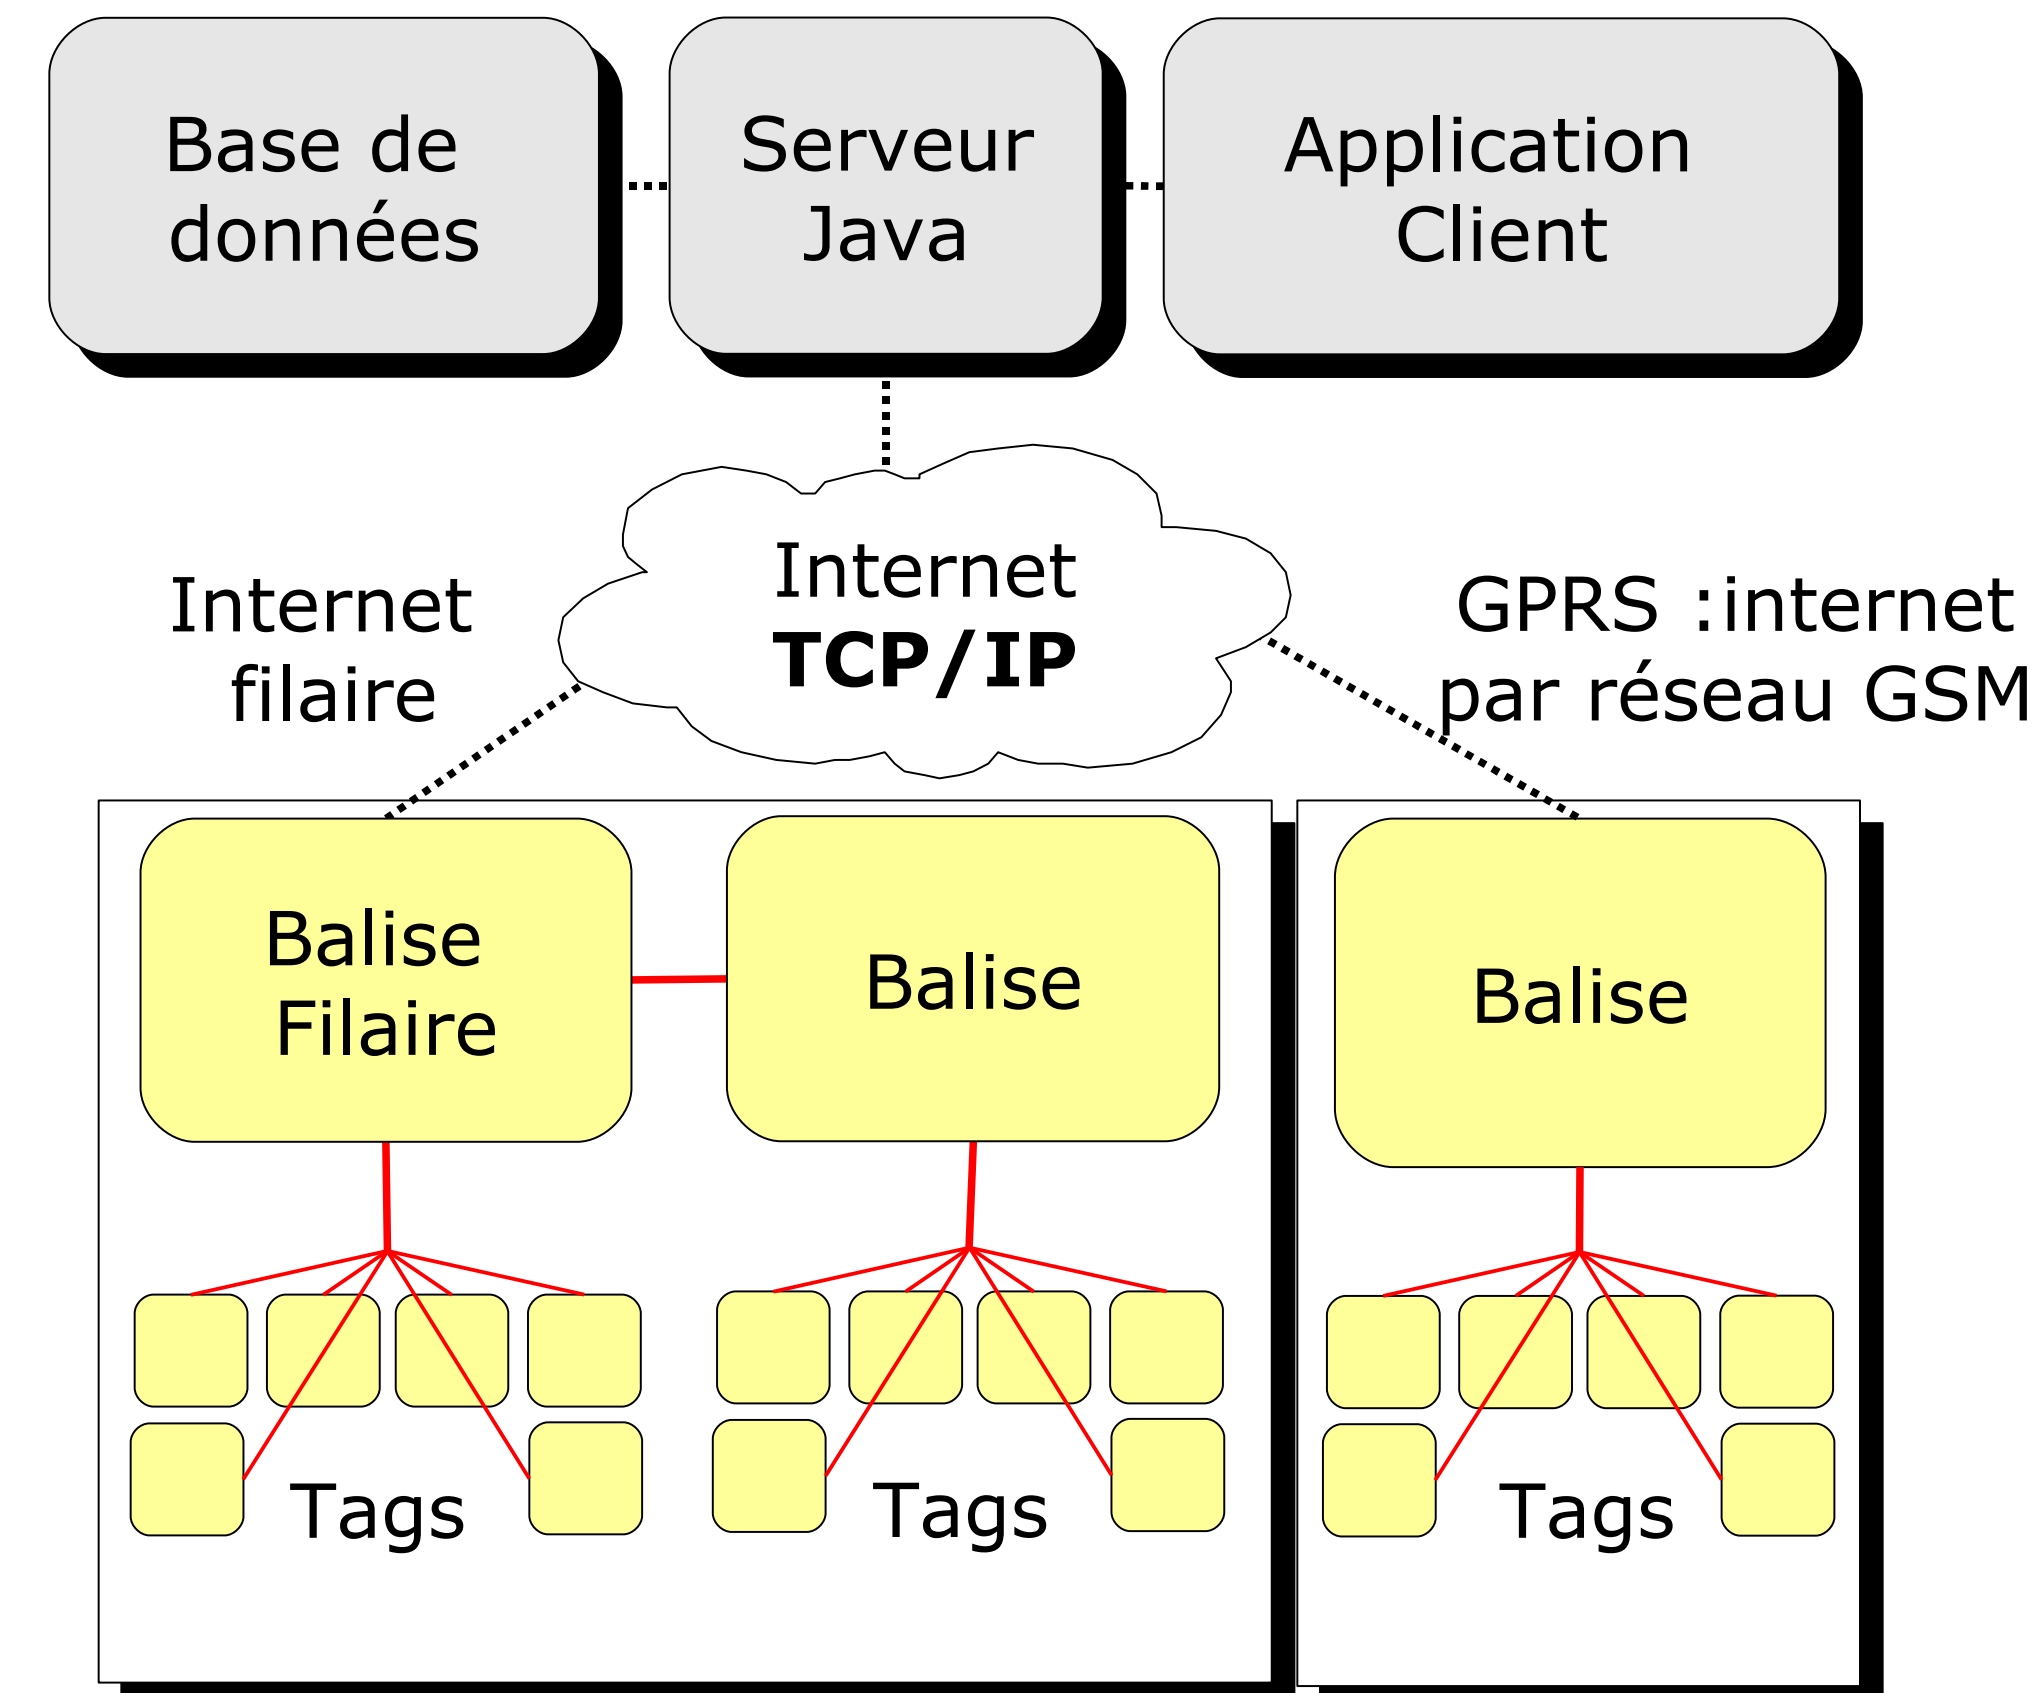 Base de
données
Serveur
Java
Application
Client
Internet
TCP/IP
Internet
filaire
GPRS :internet
par réseau GSM
Balise
Filaire
Balise
Balise
Tags
Tags
Tags